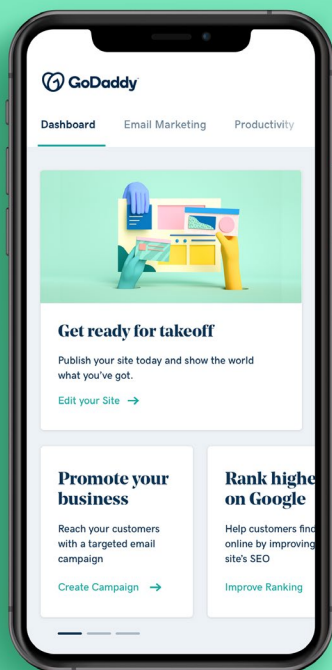 GoDaddy
Dashboard Email Marketing Productivity
Get ready for takeoff
Publish your site today and show the world
what you've got.
Edit your Site →
Promote your
business
Reach your customers
with a targeted email
campaign
Create Campaign →
Rank highe
on Google
Help customers find
online by improving
site's SEO
Improve Ranking